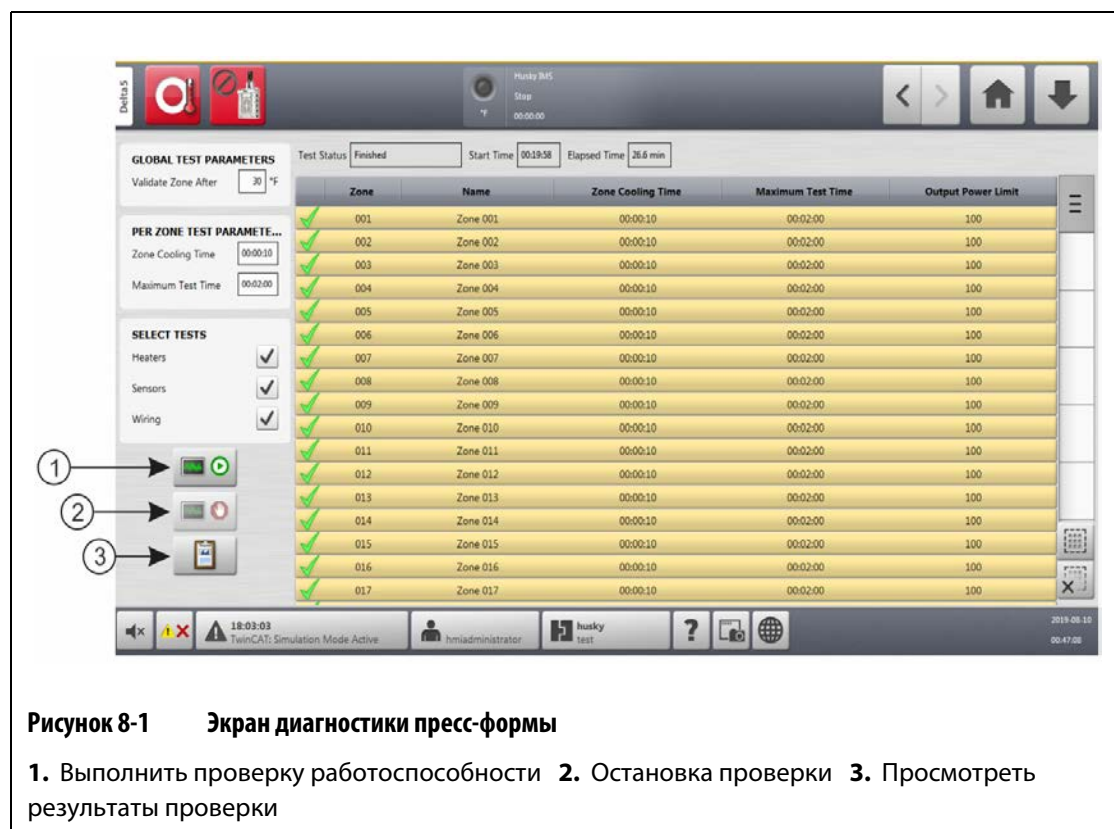 Delta5
Husky IMS
Stop
°F 00:00:00
GLOBAL TEST PARAMETERS
Validate Zone After 30 °F
PER ZONE TEST PARAMETE...
Zone Cooling Time 00:00:10
Maximum Test Time 00:02:00
SELECT TESTS
Heaters
Sensors
Wiring
1
2
3
Test Status Finished Start Time 00:19:58 Elapsed Time 26.6 min
Zone Name Zone Cooling Time Maximum Test Time Output Power Limit
001 Zone 001 00:00:10 00:02:00 100
002 Zone 002 00:00:10 00:02:00 100
003 Zone 003 00:00:10 00:02:00 100
004 Zone 004 00:00:10 00:02:00 100
005 Zone 005 00:00:10 00:02:00 100
006 Zone 006 00:00:10 00:02:00 100
007 Zone 007 00:00:10 00:02:00 100
008 Zone 008 00:00:10 00:02:00 100
009 Zone 009 00:00:10 00:02:00 100
010 Zone 010 00:00:10 00:02:00 100
011 Zone 011 00:00:10 00:02:00 100
012 Zone 012 00:00:10 00:02:00 100
013 Zone 013 00:00:10 00:02:00 100
014 Zone 014 00:00:10 00:02:00 100
015 Zone 015 00:00:10 00:02:00 100
016 Zone 016 00:00:10 00:02:00 100
017 Zone 017 00:00:10 00:02:00 100
18:03:03
TwinCAT: Simulation Mode Active
hmiadministrator
husky
test
?
2019-08-10
00:47:08
Рисунок 8-1 Экран диагностики пресс-формы
1. Выполнить проверку работоспособности 2. Остановка проверки 3. Просмотреть
результаты проверки